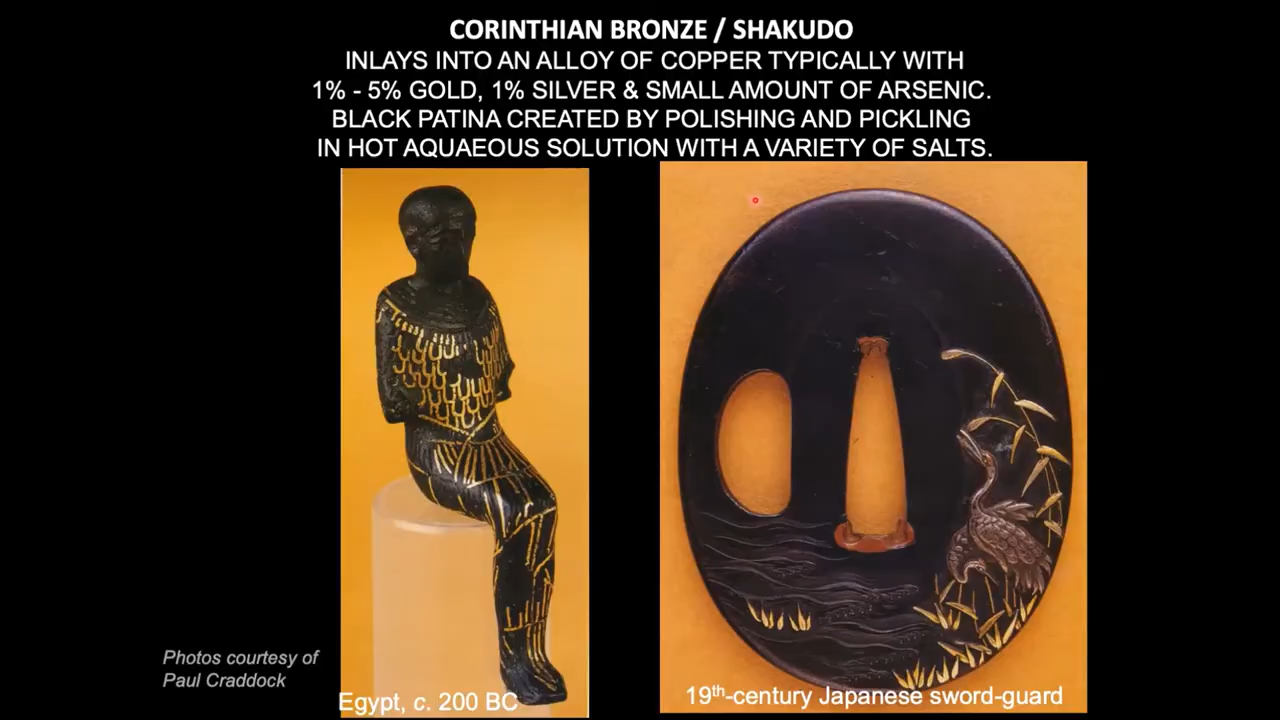 CORINTHIAN BRONZE / SHAKUDO
INLAYS INTO AN ALLOY OF COPPER TYPICALLY WITH
1% - 5% GOLD, 1% SILVER & SMALL AMOUNT OF ARSENIC.
BLACK PATINA CREATED BY POLISHING AND PICKLING
IN HOT AQUAEOUS SOLUTION WITH A VARIETY OF SALTS.
Photos courtesy of
Paul Craddock
Egypt, c. 200 BC
19th-century Japanese sword-guard